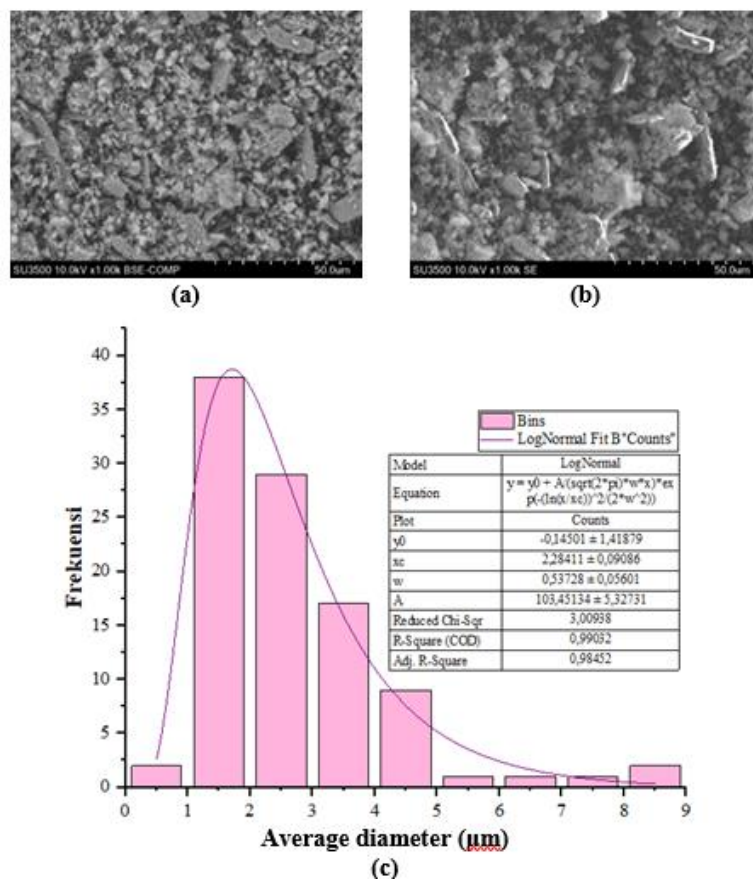 SU3500 10.0kV x1.00k BSE-COMP 50.0um
SU3500 10.0kV x1.00k SE 50.0um
(a)
(b)
40
35
30
25
20
15
10
5
0
Frekuensi
Bins
LogNormal Fit B"Counts"
Model LogNormal
Equation y = y0 + A/(sqrt(2*pi)*w*x)*ex
p(-(ln(x/xc))^2/(2*w^2))
Plot Counts
y0 -0,14501 ± 1,41879
xc 2,28411 ± 0,09086
w 0,53728 ± 0,05601
A 103,45134 ± 5,32731
Reduced Chi-Sqr 3,00938
R-Square (COD) 0,99032
Adj. R-Square 0,98452
0 1 2 3 4 5 6 7 8 9
Average diameter (µm)
(c)